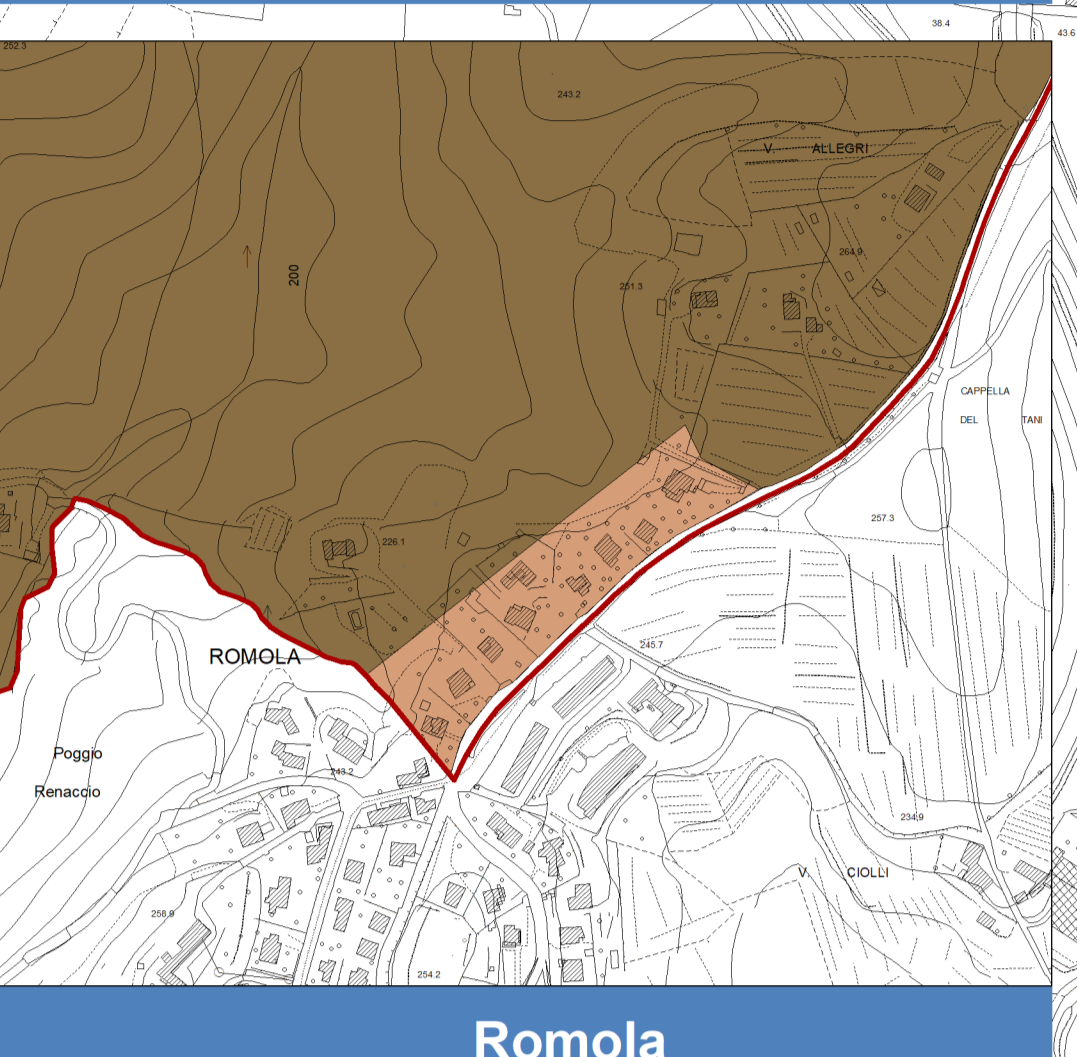 38.4
43.6
252.3
243.2
V. ALLEGRI
264.9
200
251.3
CAPPELLA
DEL TANI
257.3
226.1
245.7
ROMOLA
Poggio
Renaccio
243.2
234.9
V. CIOLLI
258.9
254.2
Romola